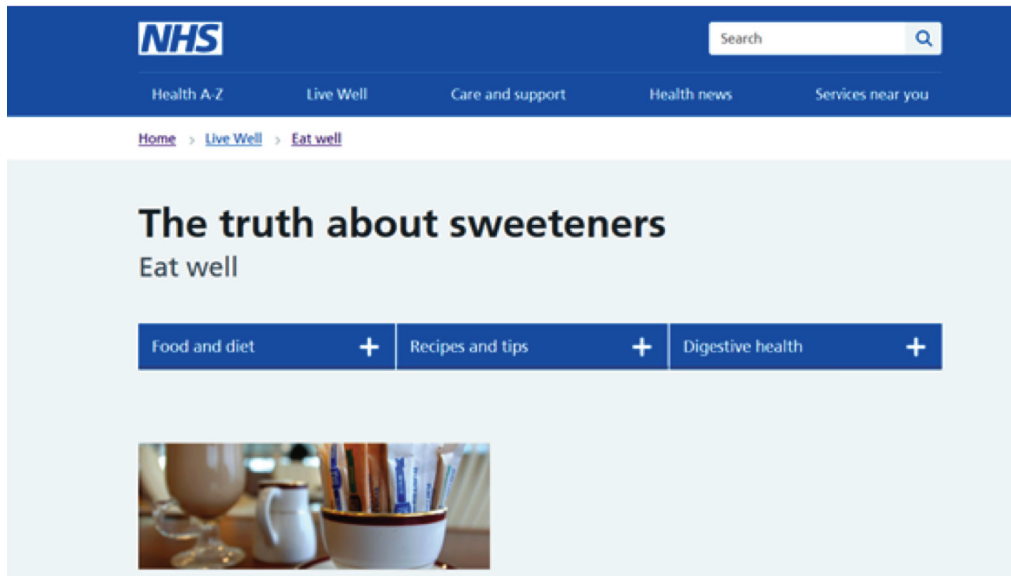 NHS
Search
Health A-Z Live Well Care and support Health news Services near you
Home > Live Well > Eat well
The truth about sweeteners
Eat well
Food and diet + Recipes and tips + Digestive health +